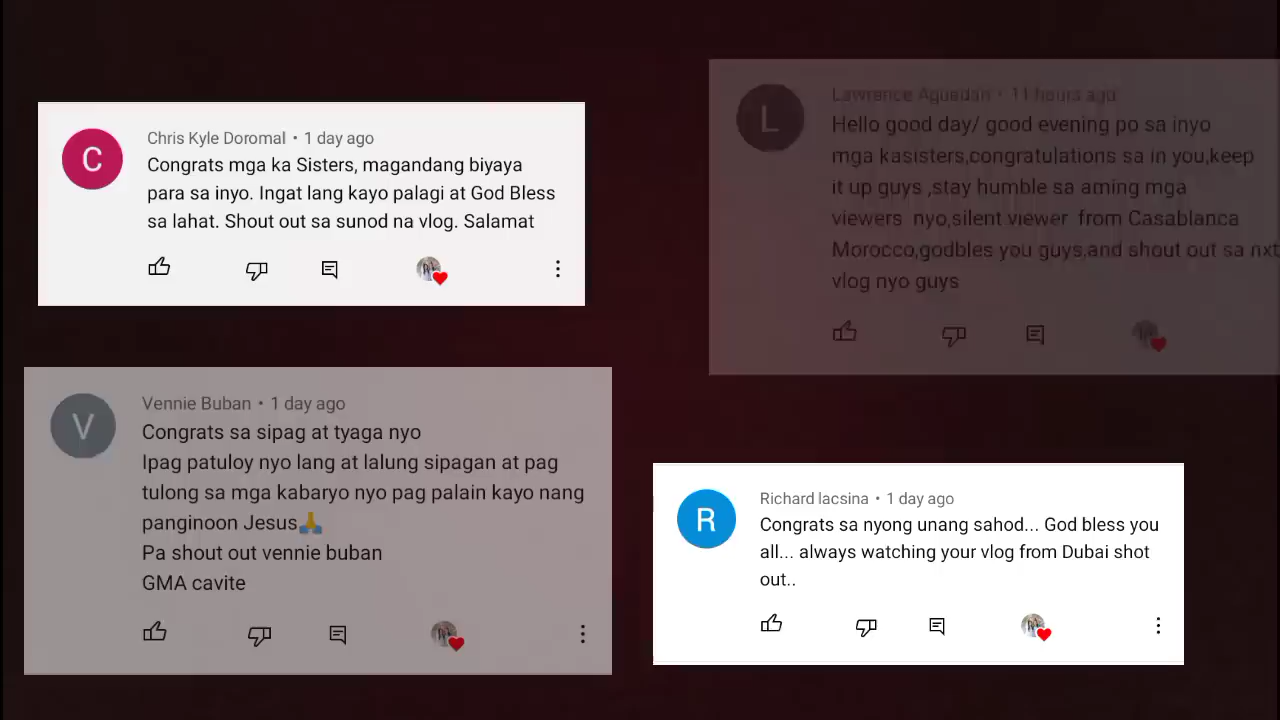 C
Chris Kyle Doromal • 1 day ago
Congrats mga ka Sisters, magandang biyaya
para sa inyo. Ingat lang kayo palagi at God Bless
sa lahat. Shout out sa sunod na vlog. Salamat
L
Lawrence Aguedan • 11 hours ago
Hello good day/ good evening po sa inyo
mga kasisters,congratulations sa in you,keep
it up guys ,stay humble sa aming mga
viewers nyo,silent viewer from Casablanca
Morocco,godbles you guys,and shout out sa nxt
vlog nyo guys
V
Vennie Buban • 1 day ago
Congrats sa sipag at tyaga nyo
Ipag patuloy nyo lang at lalung sipagan at pag
tulong sa mga kabaryo nyo pag palain kayo nang
panginoon Jesus🙏
Pa shout out vennie buban
GMA cavite
R
Richard lacsina • 1 day ago
Congrats sa nyong unang sahod... God bless you
all... always watching your vlog from Dubai shot
out..